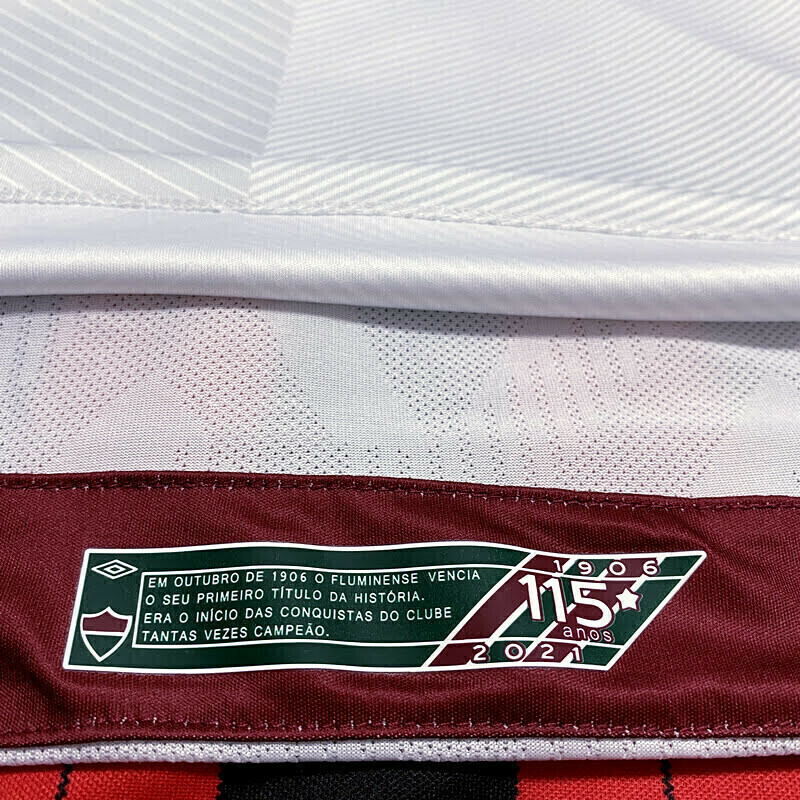 EM OUTUBRO DE 1906 O FLUMINENSE VENCIA
O SEU PRIMEIRO TÍTULO DA HISTÓRIA.
ERA O INÍCIO DAS CONQUISTAS DO CLUBE
TANTAS VEZES CAMPEÃO.
1906
115
anos
2021